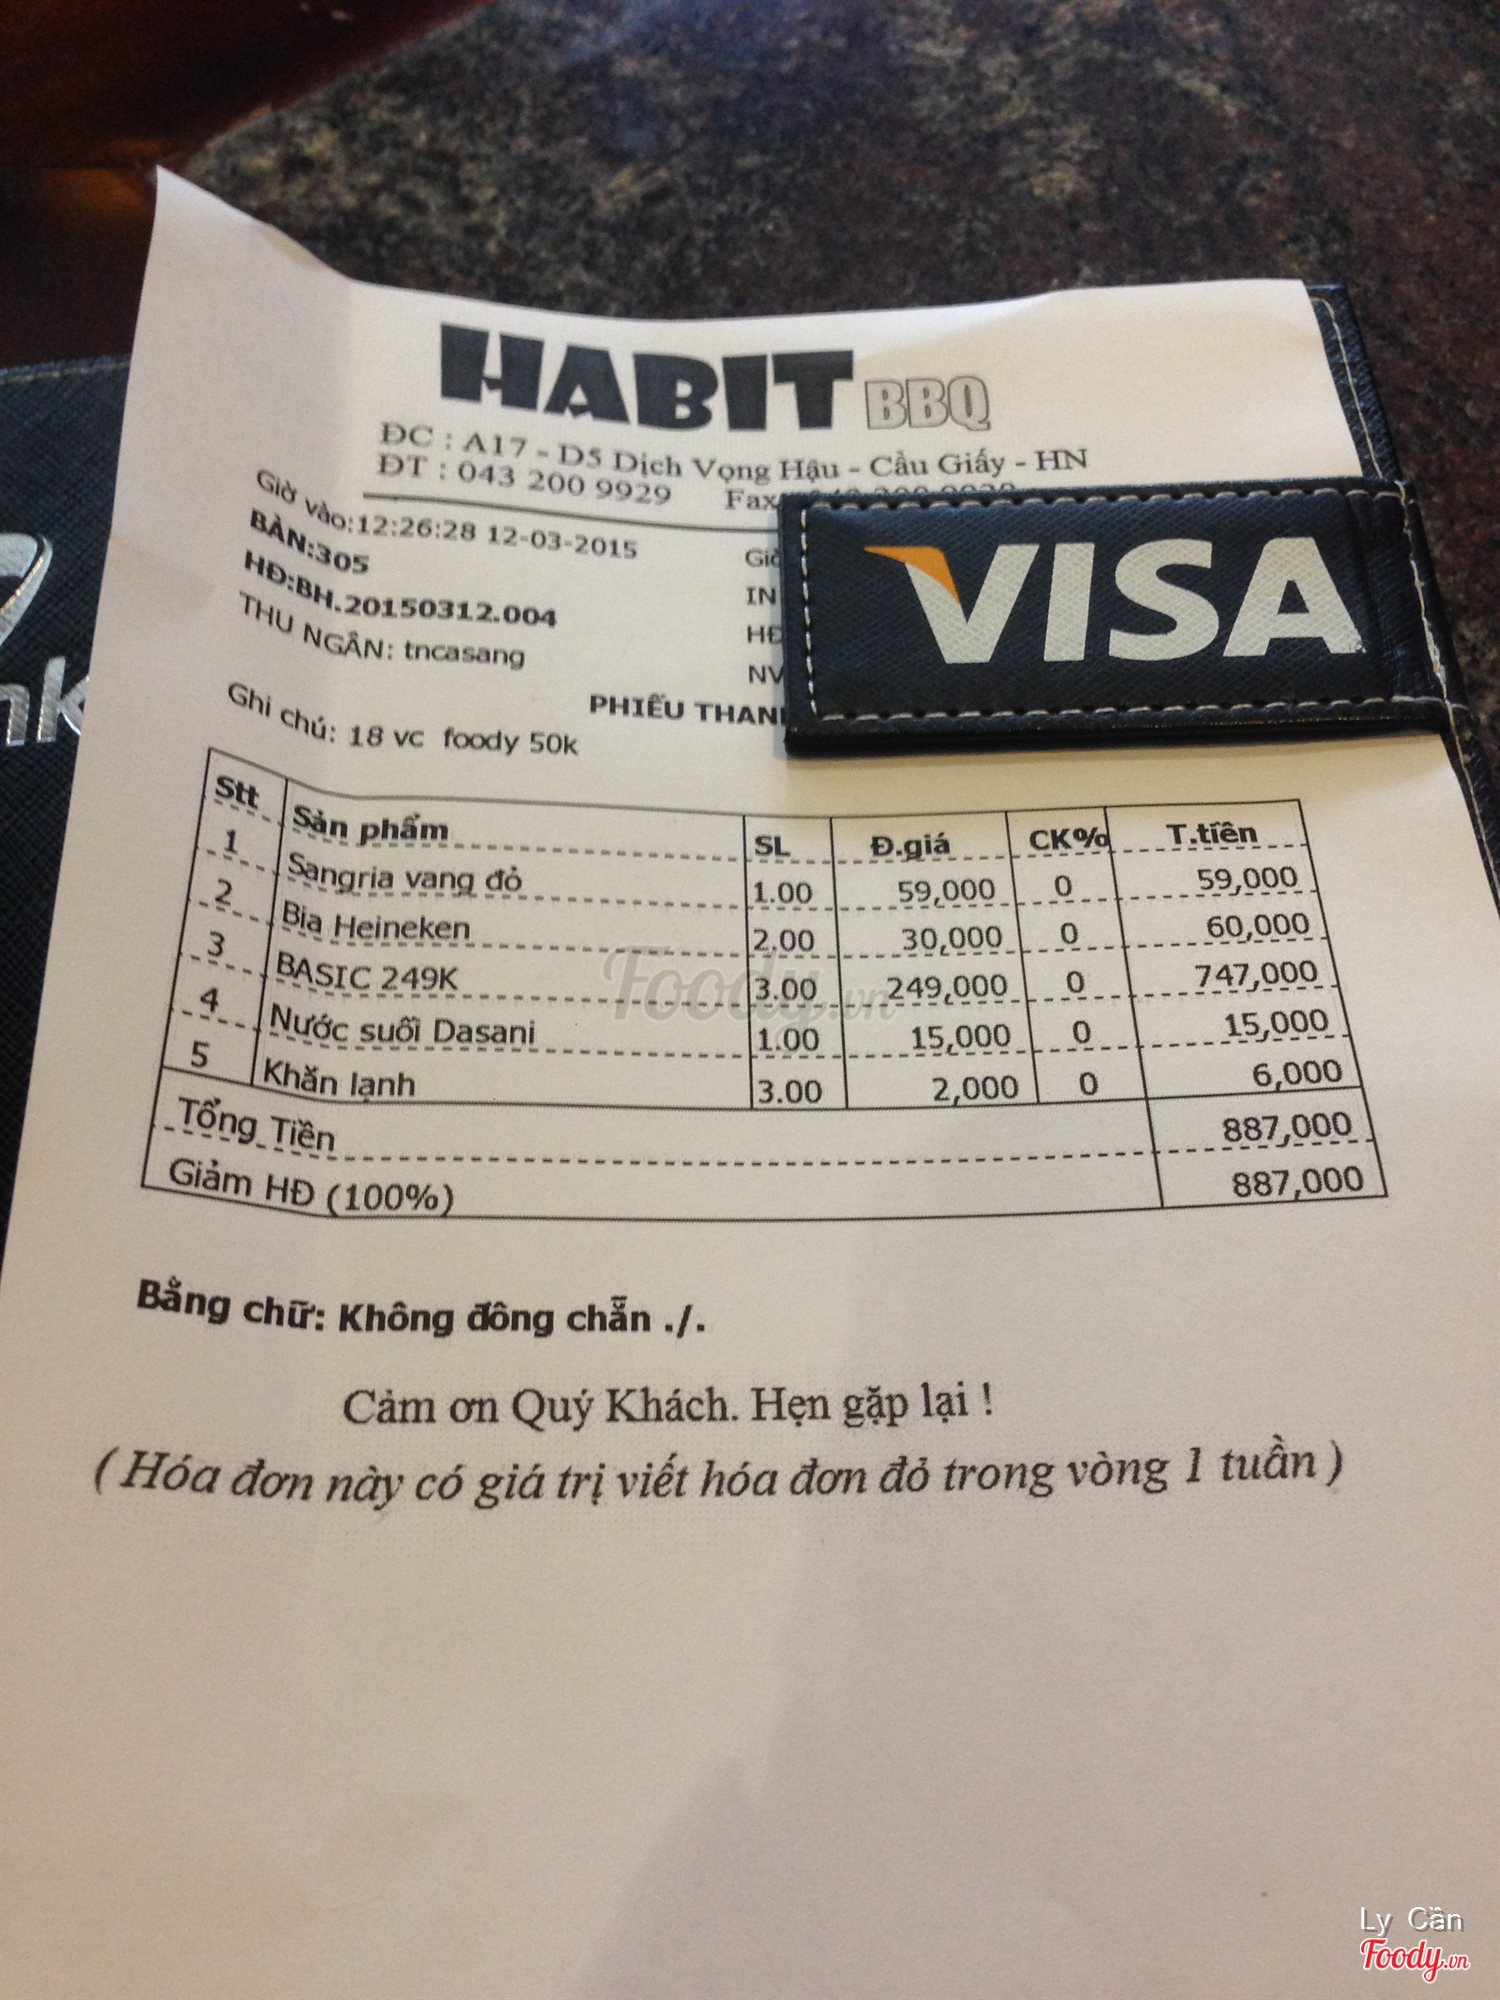 HABIT BBQ
ĐC : A17 - D5 Dịch Vọng Hậu - Cầu Giấy - HN
ĐT : 043 200 9929 Fax
Giờ vào:12:26:28 12-03-2015
BÀN:305
IN
HĐ:BH.20150312.004
HĐ
THU NGÂN: tncasang
NV
PHIẾU
Ghi chú: 18 vc foody 50k
VISA
Stt Sản phẩm SL Đ.giá CK% T.tiền
1 Sangria vang đỏ 1.00 59,000 0 59,000
2 Bia Heineken 2.00 30,000 0 60,000
3 BASIC 249K 3.00 249,000 0 747,000
4 Nước suối Dasani 1.00 15,000 0 15,000
5 Khăn lạnh 3.00 2,000 0 6,000
Tổng Tiền 887,000
Giảm HĐ (100%) 887,000
Foody.vn
Bằng chữ: Không đồng chẵn ./.
Cảm ơn Quý Khách. Hẹn gặp lại !
( Hóa đơn này có giá trị viết hóa đơn đỏ trong vòng 1 tuần )
Ly Cần
Foody.vn